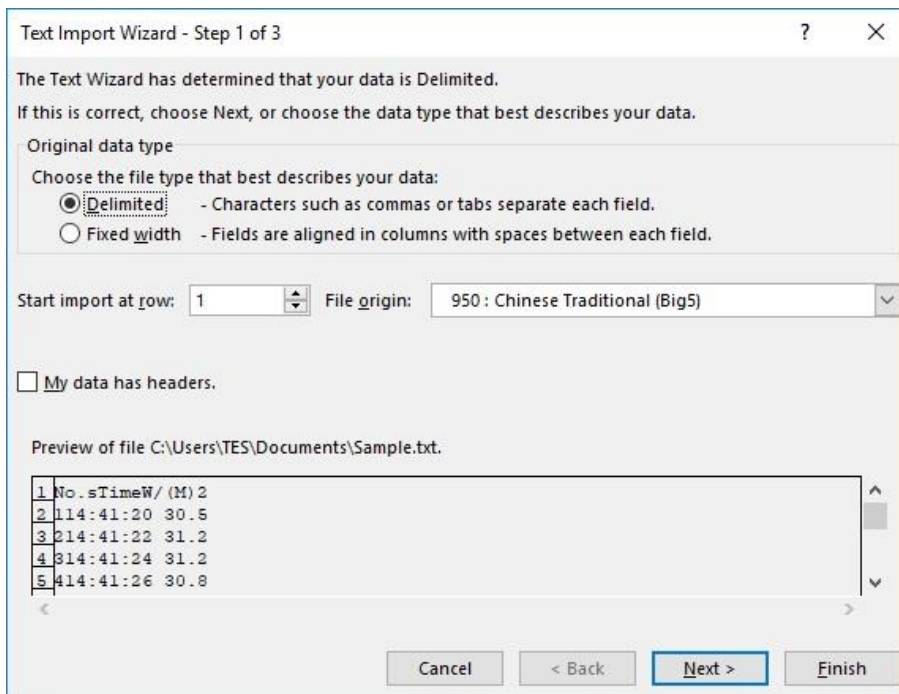 Text Import Wizard - Step 1 of 3 ? ×
The Text Wizard has determined that your data is Delimited.
If this is correct, choose Next, or choose the data type that best describes your data.
Original data type
Choose the file type that best describes your data:
Delimited - Characters such as commas or tabs separate each field.
Fixed width - Fields are aligned in columns with spaces between each field.
Start import at row: 1 File origin: 950 : Chinese Traditional (Big5)
My data has headers.
Preview of file C:\Users\TES\Documents\Sample.txt.
1 No.sTimeW/(M)2
2 114:41:20 30.5
3 214:41:22 31.2
4 314:41:24 31.2
5 414:41:26 30.8
Cancel < Back Next > Finish